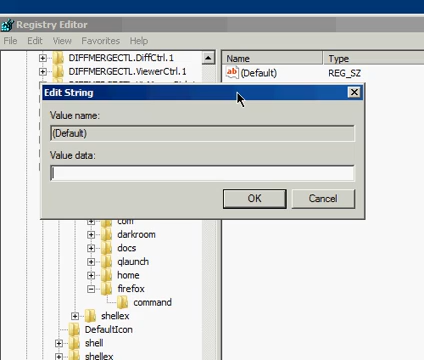 Registry Editor
File Edit View Favorites Help
DIFFMERGECTL.DiffCtrl.1
DIFFMERGECTL.ViewerCtrl.1
Name Type
(Default) REG_SZ
Edit String
Value name:
(Default)
Value data:
OK Cancel
com
darkroom
docs
qlaunch
home
firefox
command
shellex
DefaultIcon
shell
shellex